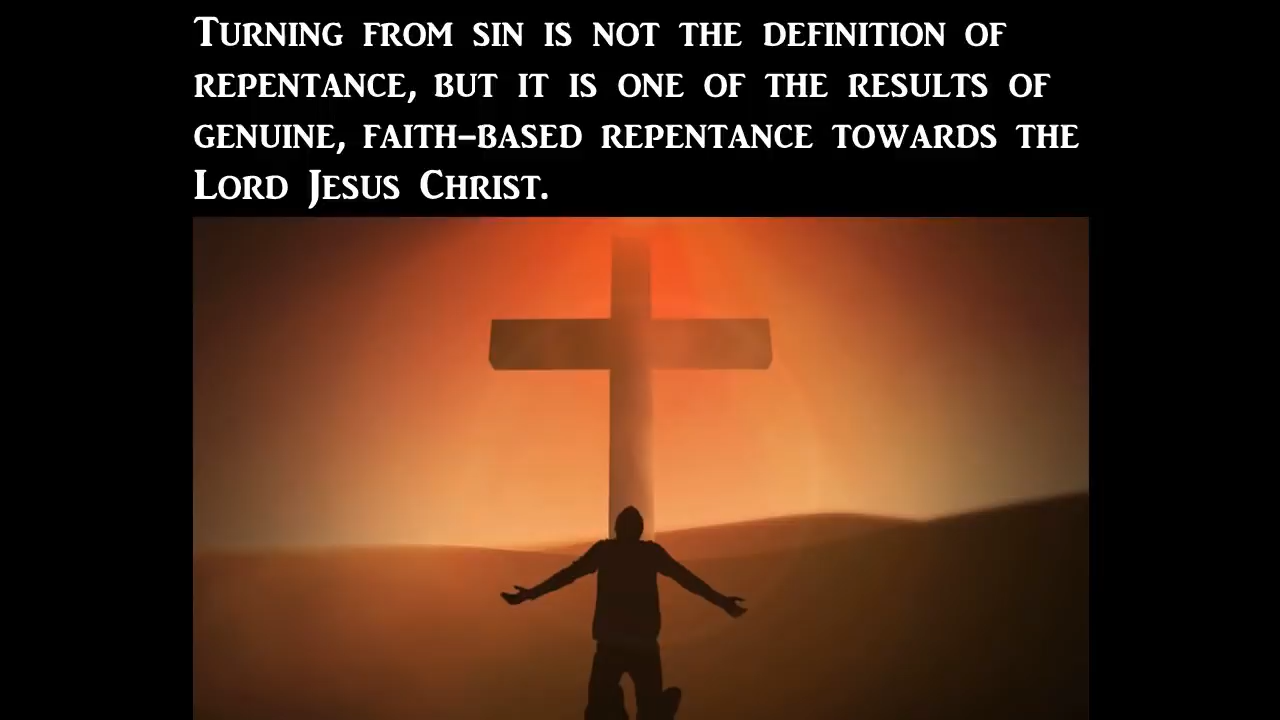 Turning from sin is not the definition of
repentance, but it is one of the results of
genuine, faith-based repentance towards the
Lord Jesus Christ.